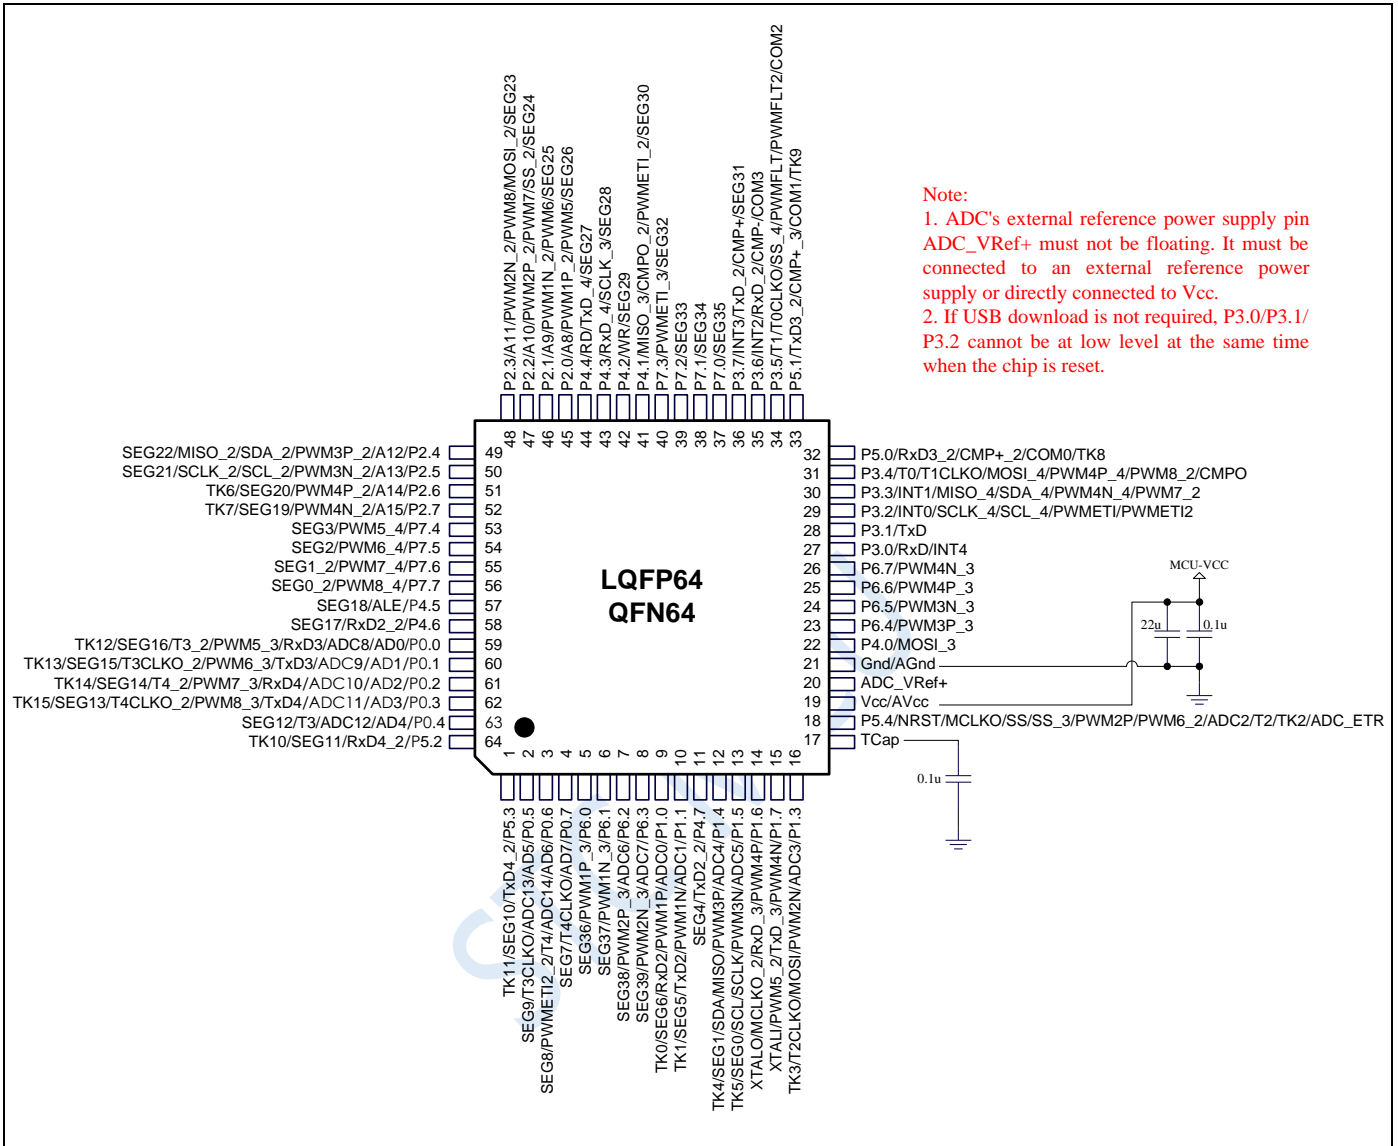 P2.3/A11/PWM2N_2/PWM8/MOSI_2/SEG23
P2.2/A10/PWM2P_2/PWM7/SS_2/SEG24
P2.1/A9/PWM1N_2/PWM6/SEG25
P2.0/A8/PWM1P_2/PWM5/SEG26
P4.4/RD/TxD_4/SEG27
P4.3/RxD_4/SCLK_3/SEG28
P4.2/WR/SEG29
P4.1/MISO_3/CMPO_2/PWMETI_2/SEG30
P7.3/PWMETI_3/SEG32
P7.2/SEG33
P7.1/SEG34
P7.0/SEG35
P3.7/INT3/TxD_2/CMP+/SEG31
P3.6/INT2/RxD_2/CMP-/COM3
P3.5/T1/T0CLKO/SS_4/PWMFLT/PWMFLT2/COM2
P5.1/TxD3_2/CMP+_3/COM1/TK9
Note:
1. ADC's external reference power supply pin
ADC_VRef+ must not be floating. It must be
connected to an external reference power
supply or directly connected to Vcc.
2. If USB download is not required, P3.0/P3.1/
P3.2 cannot be at low level at the same time
when the chip is reset.
48 47 46 45 44 43 42 41 40 39 38 37 36 35 34 33
SEG22/MISO_2/SDA_2/PWM3P_2/A12/P2.4 49
SEG21/SCLK_2/SCL_2/PWM3N_2/A13/P2.5 50
TK6/SEG20/PWM4P_2/A14/P2.6 51
TK7/SEG19/PWM4N_2/A15/P2.7 52
SEG3/PWM5_4/P7.4 53
SEG2/PWM6_4/P7.5 54
SEG1_2/PWM7_4/P7.6 55
SEG0_2/PWM8_4/P7.7 56
SEG18/ALE/P4.5 57
SEG17/RxD2_2/P4.6 58
TK12/SEG16/T3_2/PWM5_3/RxD3/ADC8/AD0/P0.0 59
TK13/SEG15/T3CLKO_2/PWM6_3/TxD3/ADC9/AD1/P0.1 60
TK14/SEG14/T4_2/PWM7_3/RxD4/ADC10/AD2/P0.2 61
TK15/SEG13/T4CLKO_2/PWM8_3/TxD4/ADC11/AD3/P0.3 62
SEG12/T3/ADC12/AD4/P0.4 63
TK10/SEG11/RxD4_2/P5.2 64
LQFP64
QFN64
32 P5.0/RxD3_2/CMP+_2/COM0/TK8
31 P3.4/T0/T1CLKO/MOSI_4/PWM4P_4/PWM8_2/CMPO
30 P3.3/INT1/MISO_4/SDA_4/PWM4N_4/PWM7_2
29 P3.2/INT0/SCLK_4/SCL_4/PWMETI/PWMETI2
28 P3.1/TxD
27 P3.0/RxD/INT4
26 P6.7/PWM4N_3
25 P6.6/PWM4P_3
24 P6.5/PWM3N_3
23 P6.4/PWM3P_3
22 P4.0/MOSI_3
21 Gnd/AGnd
20 ADC_VRef+
19 Vcc/AVcc
18 P5.4/NRST/MCLKO/SS/SS_3/PWM2P/PWM6_2/ADC2/T2/TK2/ADC_ETR
17 TCap
MCU-VCC
22u
0.1u
0.1u
1 2 3 4 5 6 7 8 9 10 11 12 13 14 15 16
TK11/SEG10/TxD4_2/P5.3
SEG9/T3CLKO/ADC13/AD5/P0.5
SEG8/PWMETI2_2/T4/ADC14/AD6/P0.6
SEG7/T4CLKO/AD7/P0.7
SEG36/PWM1P_3/P6.0
SEG37/PWM1N_3/P6.1
SEG38/PWM2P_3/ADC6/P6.2
SEG39/PWM2N_3/ADC7/P6.3
TK0/SEG6/RxD2/PWM1P/ADC0/P1.0
TK1/SEG5/TxD2/PWM1N/ADC1/P1.1
SEG4/TxD2_2/P4.7
TK4/SEG1/SDA/MISO/PWM3P/ADC4/P1.4
TK5/SEG0/SCL/SCLK/PWM3N/ADC5/P1.5
XTALO/MCLKO_2/RxD_3/PWM4P/P1.6
XTALI/PWM5_2/TxD_3/PWM4N/P1.7
TK3/T2CLKO/MOSI/PWM2N/ADC3/P1.3